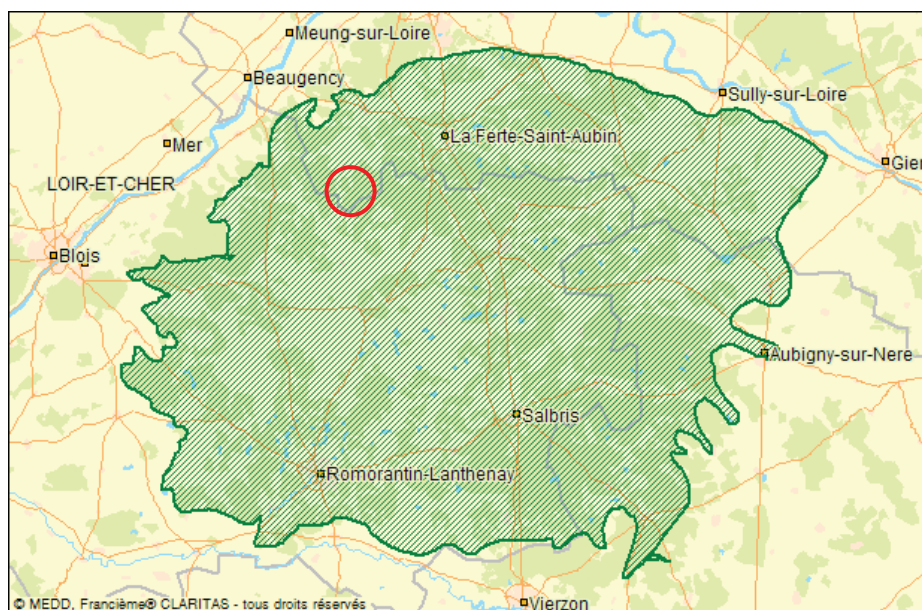 Meung-sur-Loire
Beaugency
Sully-sur-Loire
La Ferte-Saint-Aubin
Mer
Gien
LOIR-ET-CHER
Blois
Aubigny-sur-Nere
Salbris
Romorantin-Lanthenay
© MEDD, Francième® CLARITAS - tous droits réservés
Vierzon